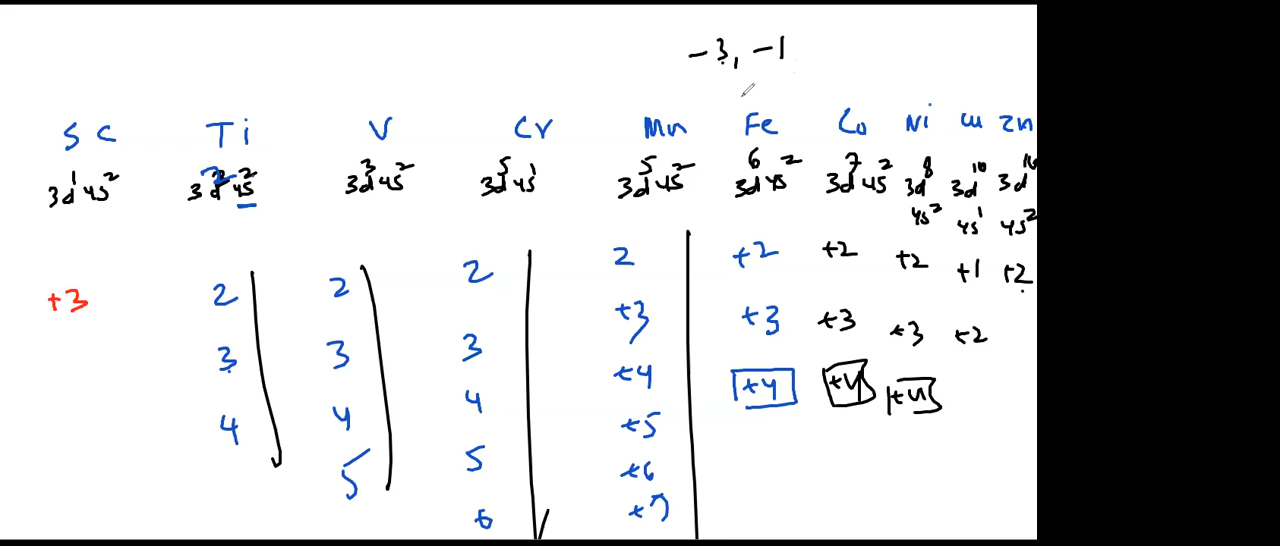 -3, -1
Sc Ti V Cr Mn Fe Co Ni Cu Zn
3d¹4s² 3d²4s² 3d³4s² 3d⁵4s¹ 3d⁵4s² 3d⁶4s² 3d⁷4s² 3d⁸4s² 3d¹⁰4s¹ 3d¹⁰4s²
+3 2 2 2 2 +2 +2 +2 +1 +2
3 3 3 +3 +3 +3 +3 +2
4 4 4 +4 +4 +4 +4
5 5 +5
6 +6
+7